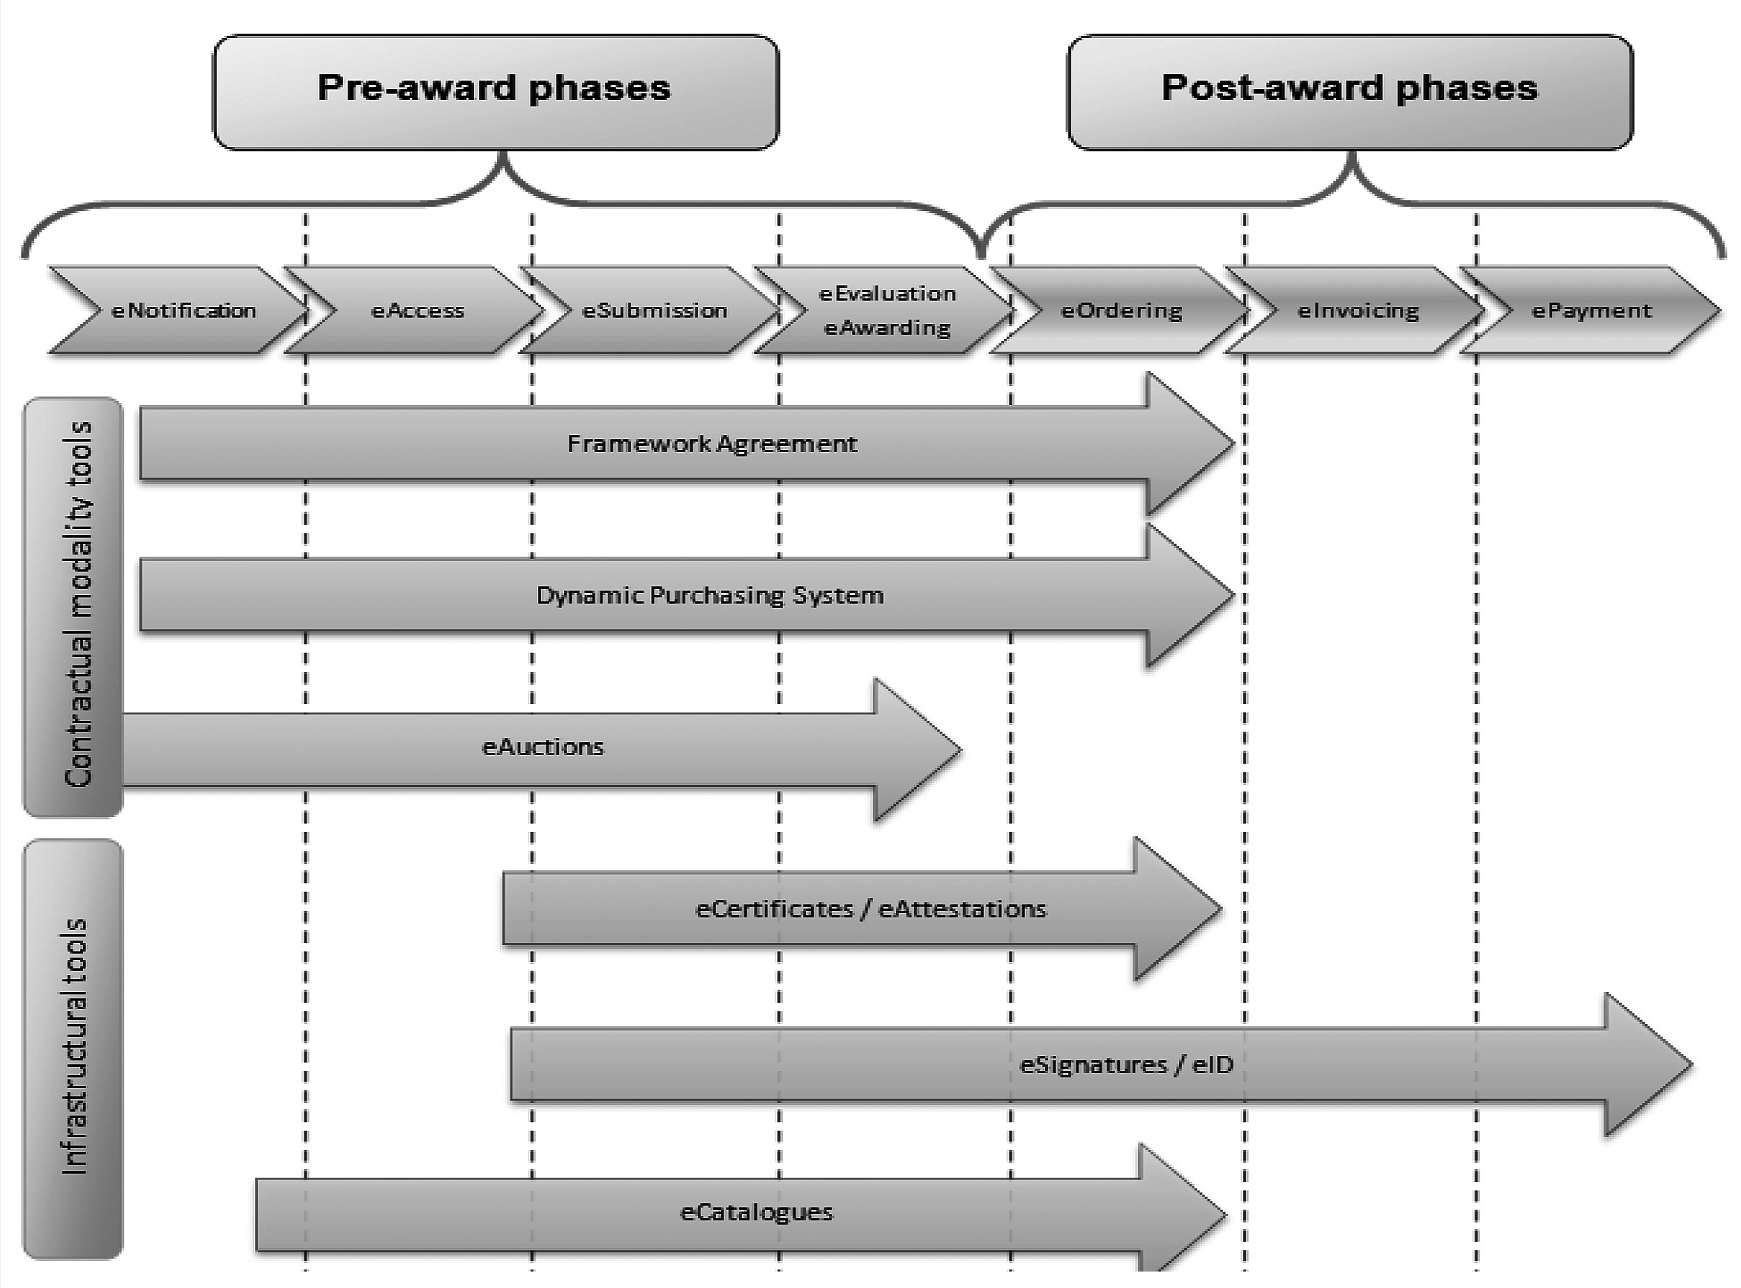 Pre-award phases
Post-award phases
eNotification
eAccess
eSubmission
eEvaluation
eAwarding
eOrdering
eInvoicing
ePayment
Contractual modality tools
Framework Agreement
Dynamic Purchasing System
eAuctions
Infrastructural tools
eCertificates / eAttestations
eSignatures / eID
eCatalogues